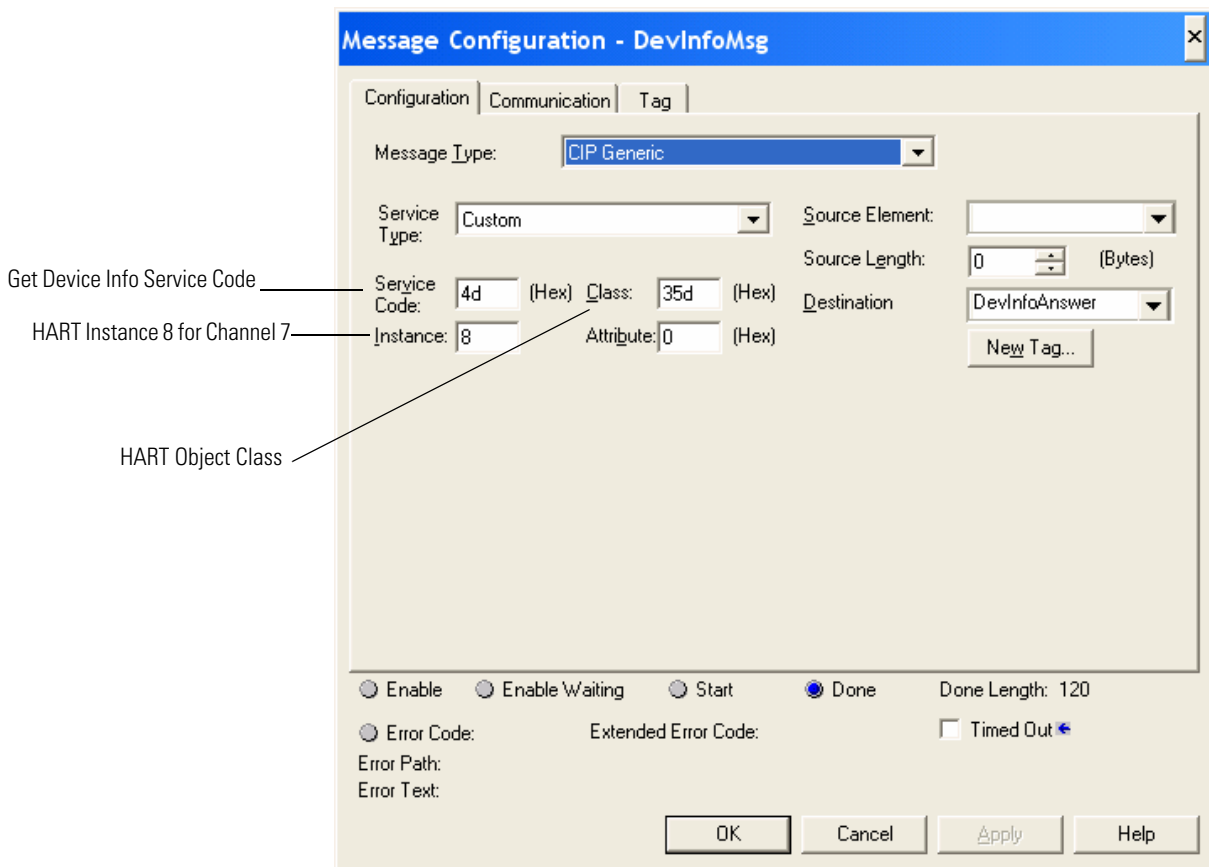 Message Configuration - DevInfoMsg
Configuration Communication Tag
Message Type: CIP Generic
Service Type: Custom
Source Element:
Source Length: 0 (Bytes)
Get Device Info Service Code
Service Code: 4d (Hex) Class: 35d (Hex)
Destination DevInfoAnswer
HART Instance 8 for Channel 7
Instance: 8 Attribute: 0 (Hex)
New Tag...
HART Object Class
Enable Enable Waiting Start Done Done Length: 120
Error Code: Extended Error Code: Timed Out
Error Path:
Error Text:
OK Cancel Apply Help